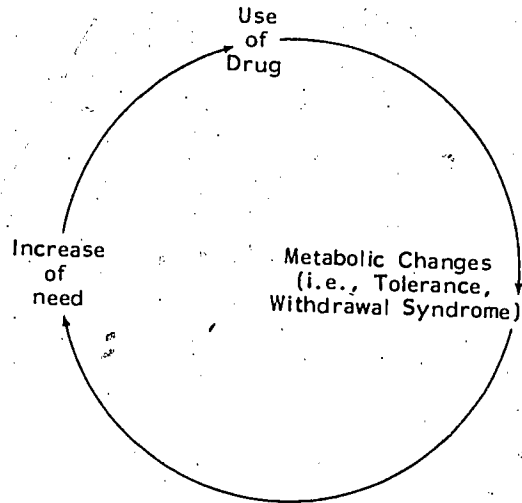 Use
of
Drug
Metabolic Changes
(i.e., Tolerance,
Withdrawal Syndrome)
Increase
of
need